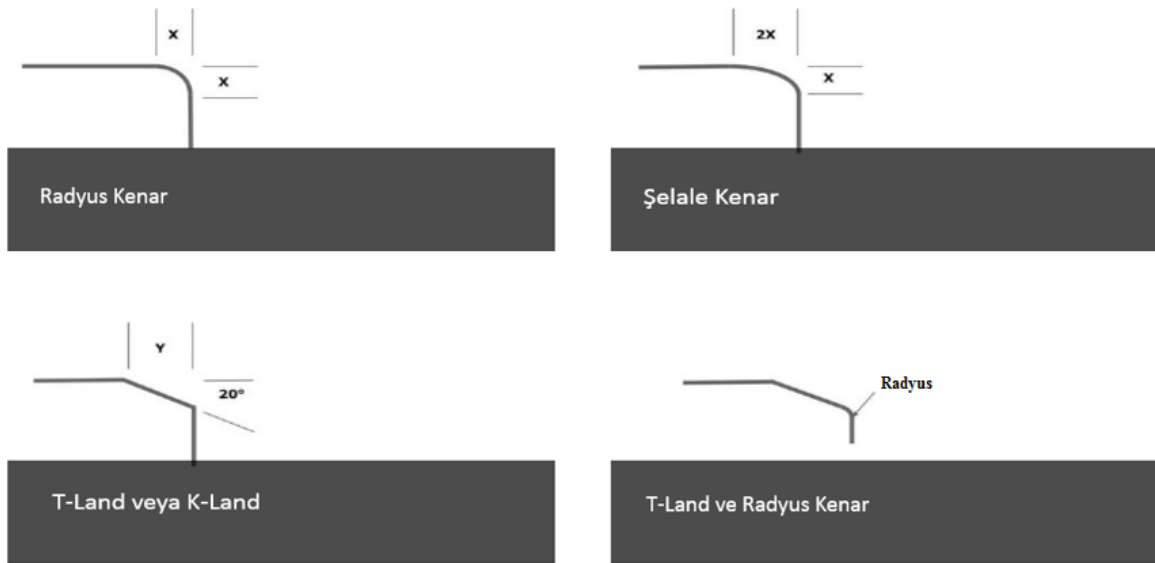 X
X
Radyus Kenar
2X
X
Şelale Kenar
Y
20°
T-Land veya K-Land
Radyus
T-Land ve Radyus Kenar